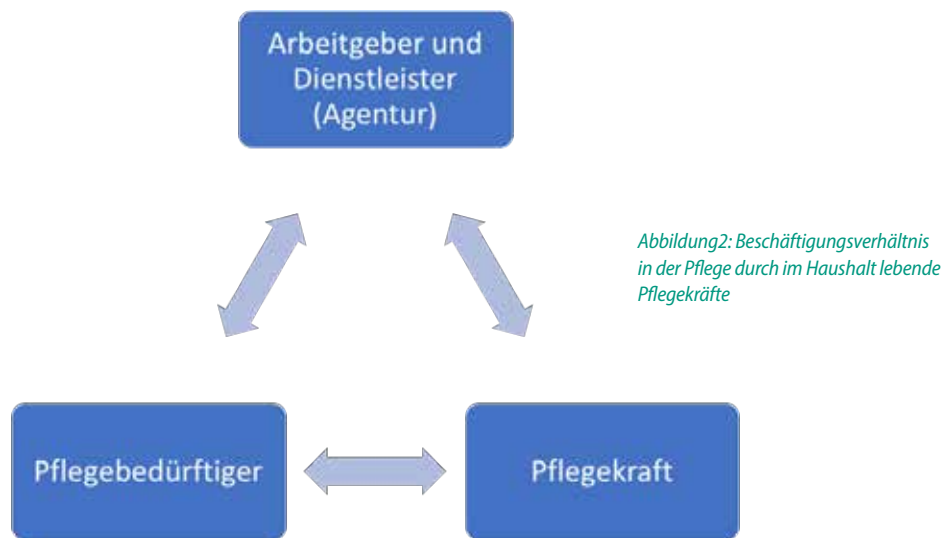 Arbeitgeber und
Dienstleister
(Agentur)
Abbildung2: Beschäftigungsverhältnis
in der Pflege durch im Haushalt lebende
Pflegekräfte
Pflegebedürftiger
Pflegekraft